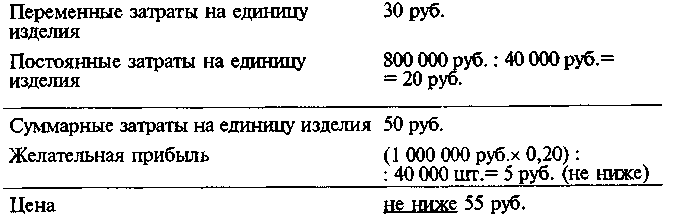 Переменные затраты на единицу 30 руб.
изделия
Постоянные затраты на единицу 800 000 руб. : 40 000 руб.=
изделия = 20 руб.
Суммарные затраты на единицу изделия 50 руб.
Желательная прибыль (1 000 000 руб.× 0,20) :
: 40 000 шт.= 5 руб. (не ниже)
Цена не ниже 55 руб.